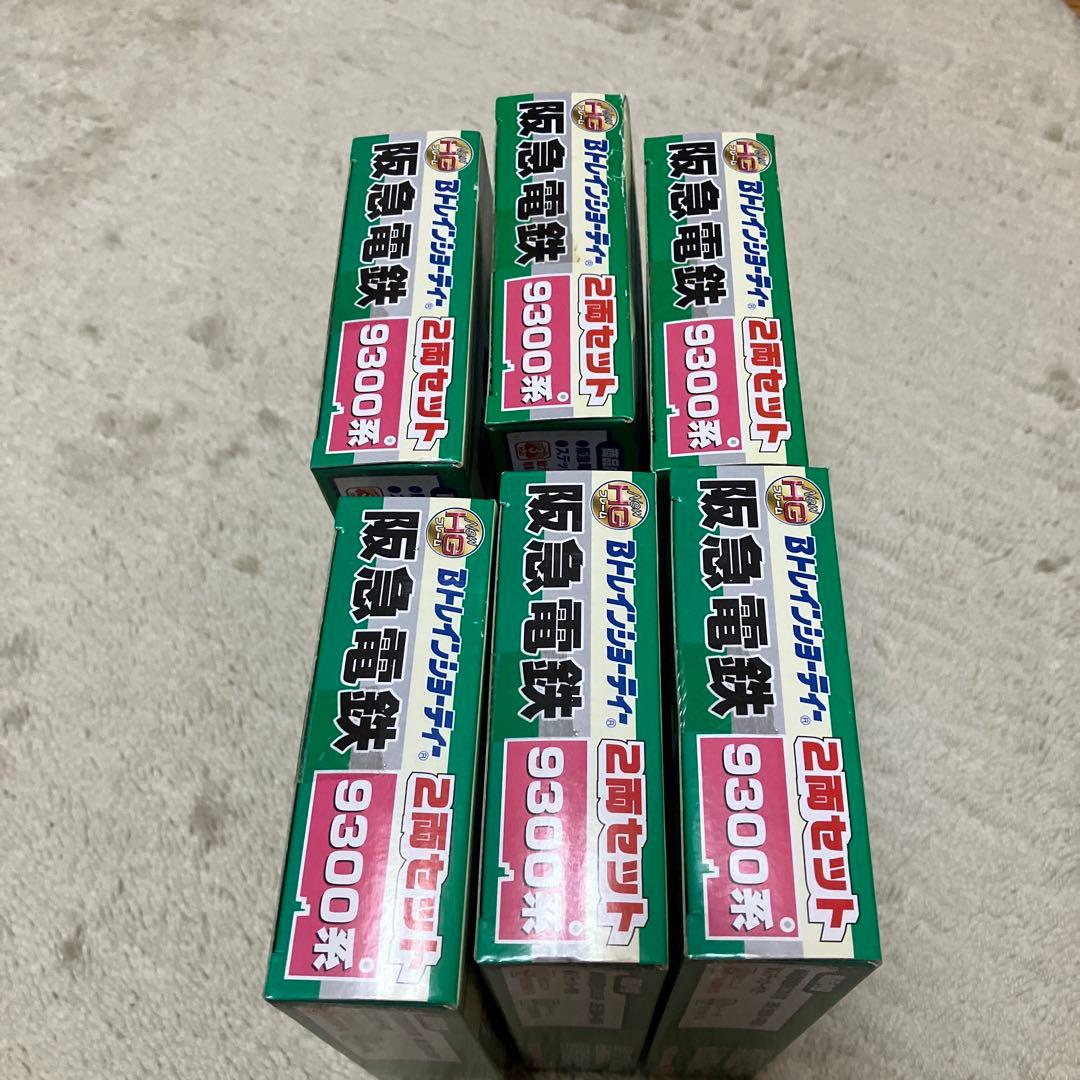 New
HG
フレーム
Bトレインショーティー®
阪急電鉄
2両セット
9300系
New
HG
フレーム
Bトレインショーティー®
阪急電鉄
2両セット
9300系
New
HG
フレーム
Bトレインショーティー®
阪急電鉄
2両セット
9300系
New
HG
フレーム
Bトレインショーティー®
阪急電鉄
2両セット
9300系
New
HG
フレーム
Bトレインショーティー®
阪急電鉄
2両セット
9300系
New
HG
フレーム
Bトレインショーティー®
阪急電鉄
2両セット
9300系